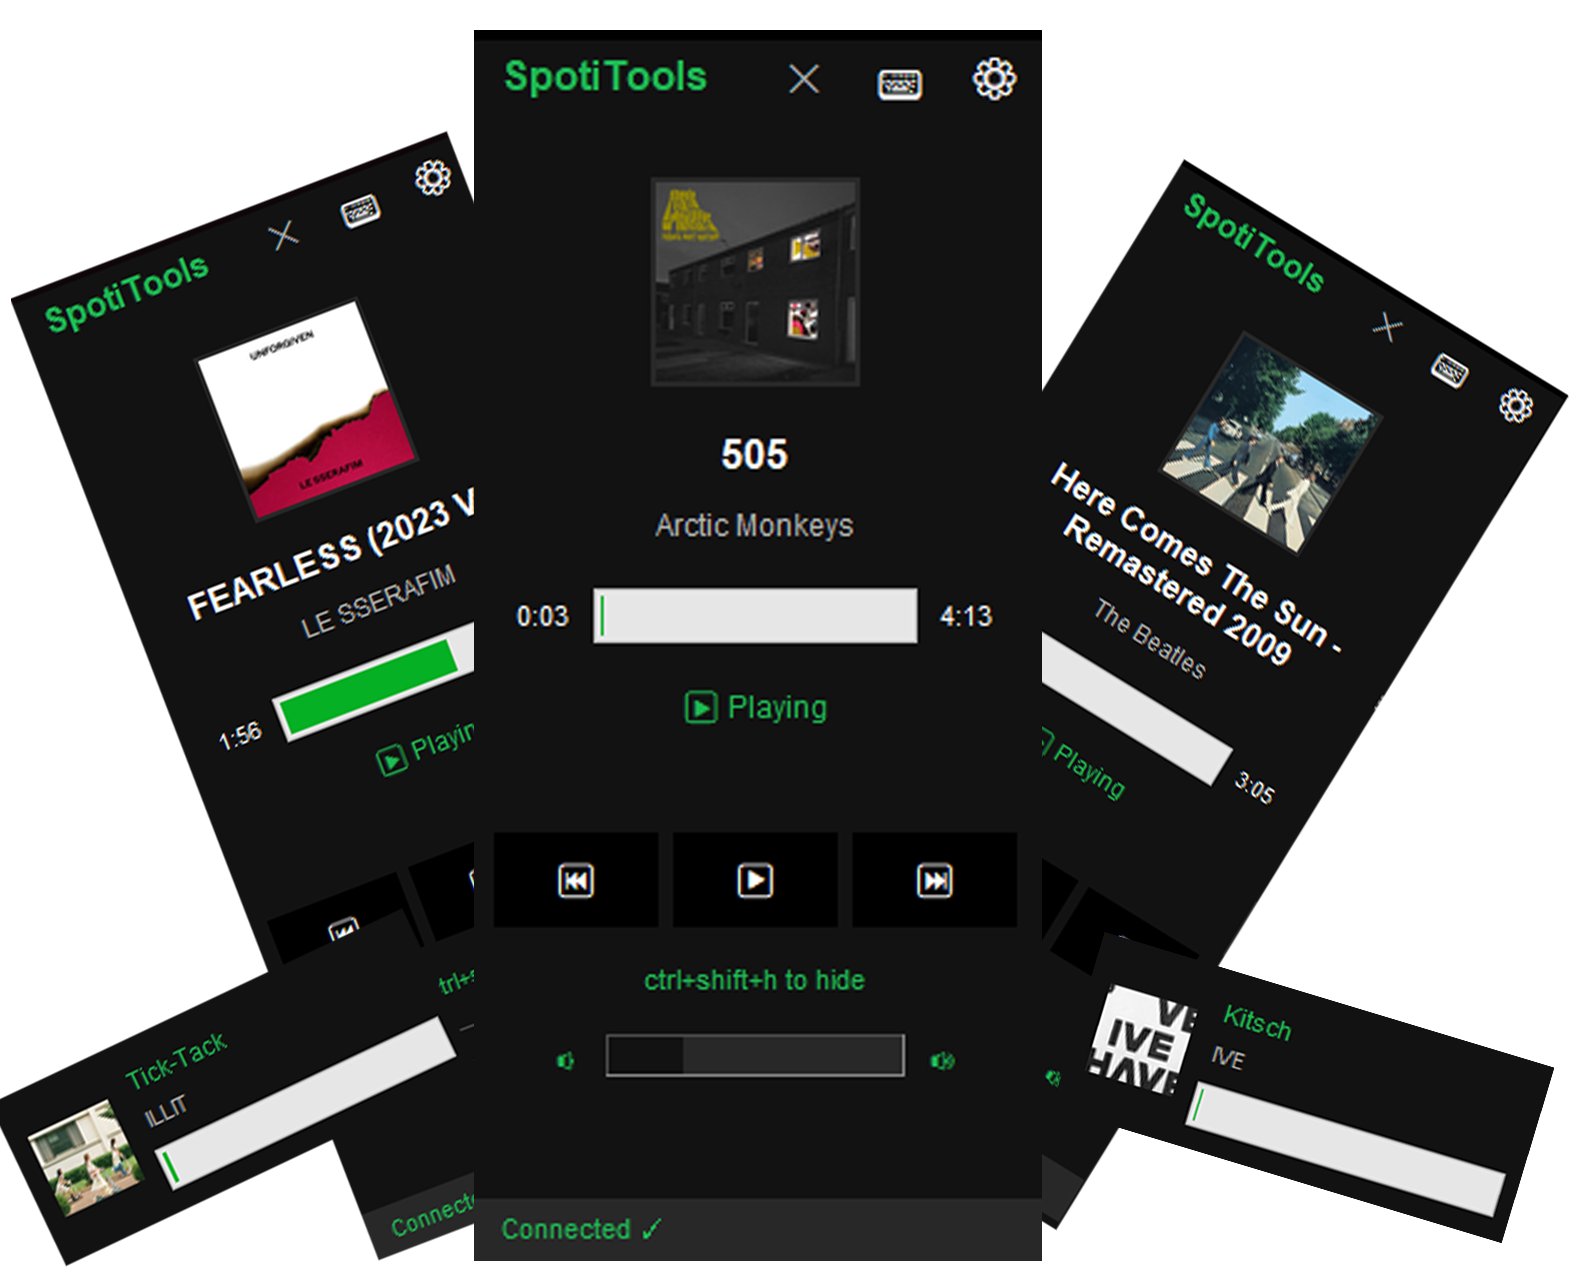 SpotiTools
UNFORGIVEN
LE SSERAFIM
FEARLESS (2023 V
LE SSERAFIM
1:56
Playin
trl+s
Connecte
SpotiTools
505
Arctic Monkeys
0:03
4:13
Playing
ctrl+shift+h to hide
Connected ✓
SpotiTools
Here Comes The Sun -
Remastered 2009
The Beatles
3:05
Playing
Tick-Tack
ILLIT
VE
IVE
HAVE
Kitsch
IVE